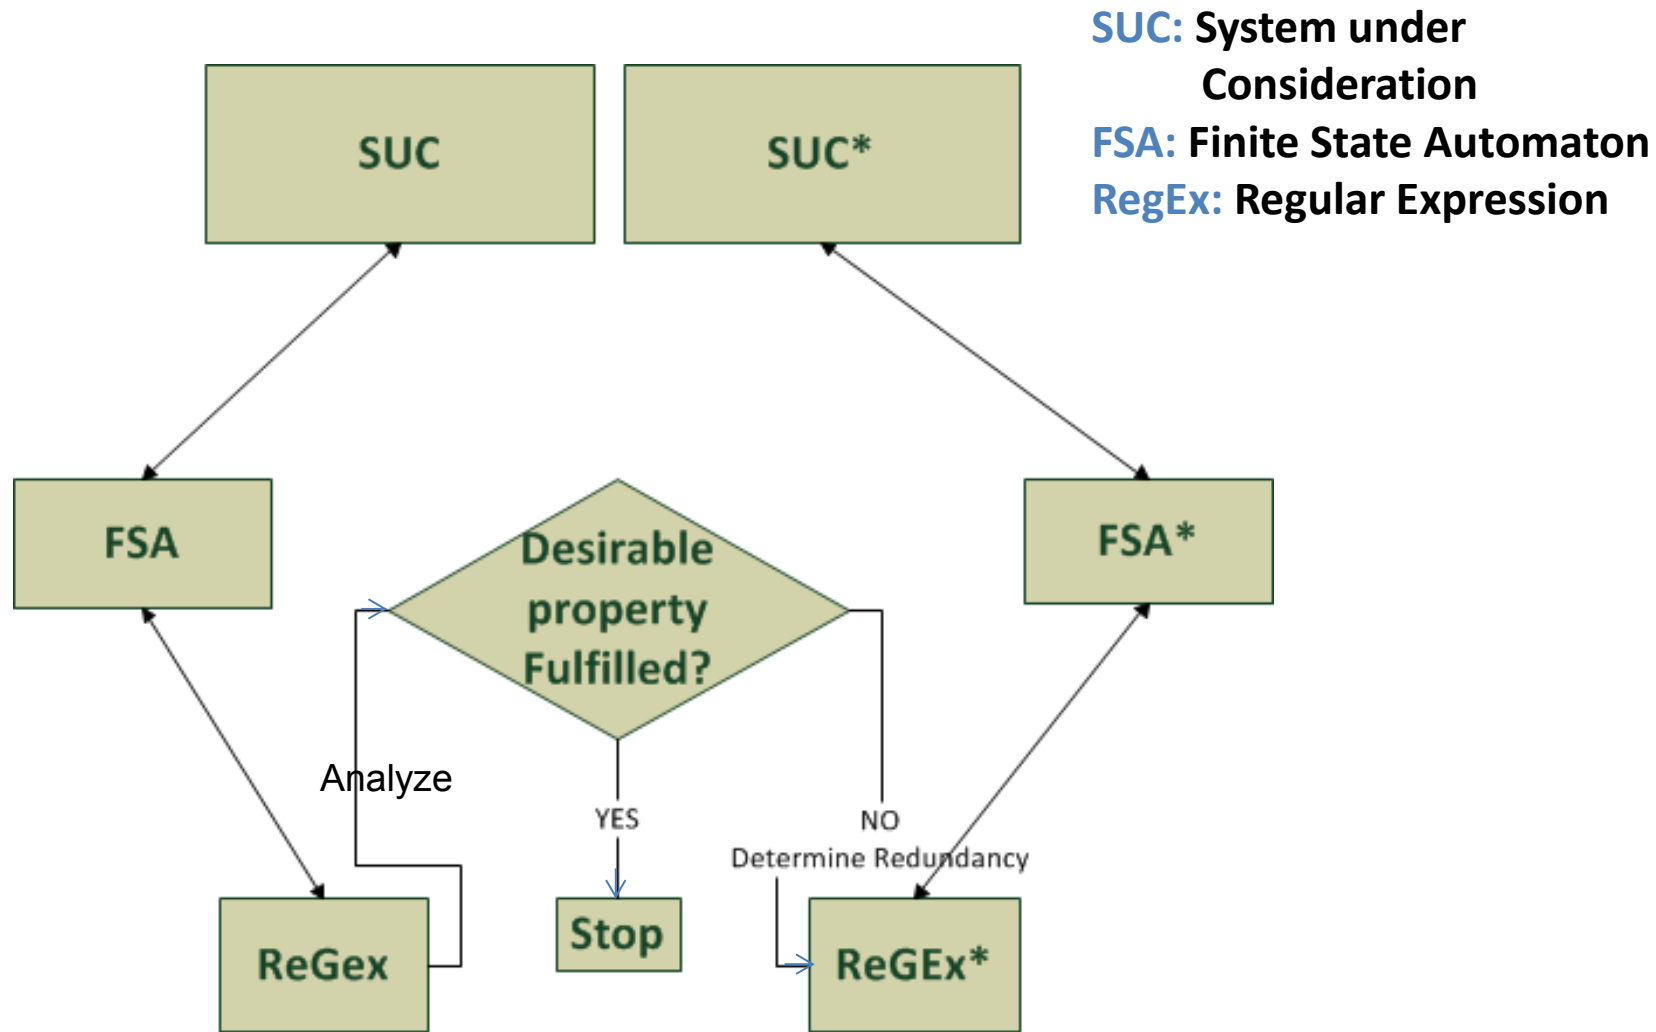 SUC: System under
Consideration
FSA: Finite State Automaton
RegEx: Regular Expression
SUC
SUC*
FSA
Desirable
property
Fulfilled?
FSA*
Analyze
YES
NO
Determine Redundancy
ReGex
Stop
ReGEx*